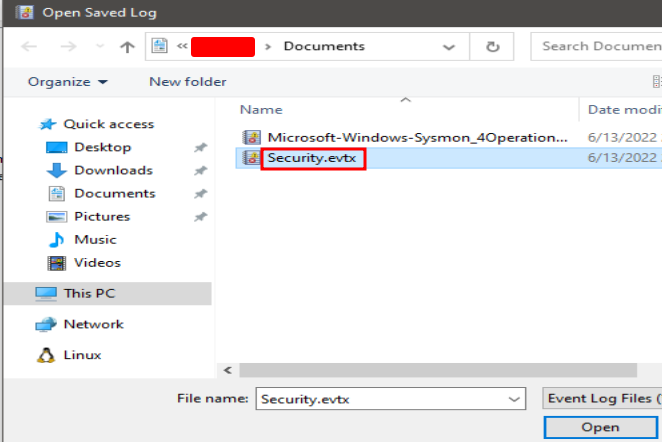 Open Saved Log
« > Documents
Search Documen
Organize
New folder
Name
Date modi
Quick access
Desktop
Downloads
Documents
Pictures
Music
Videos
This PC
Network
Linux
Microsoft-Windows-Sysmon_4Operation...
6/13/2022
Security.evtx
6/13/2022
File name:
Security.evtx
Event Log Files (
Open